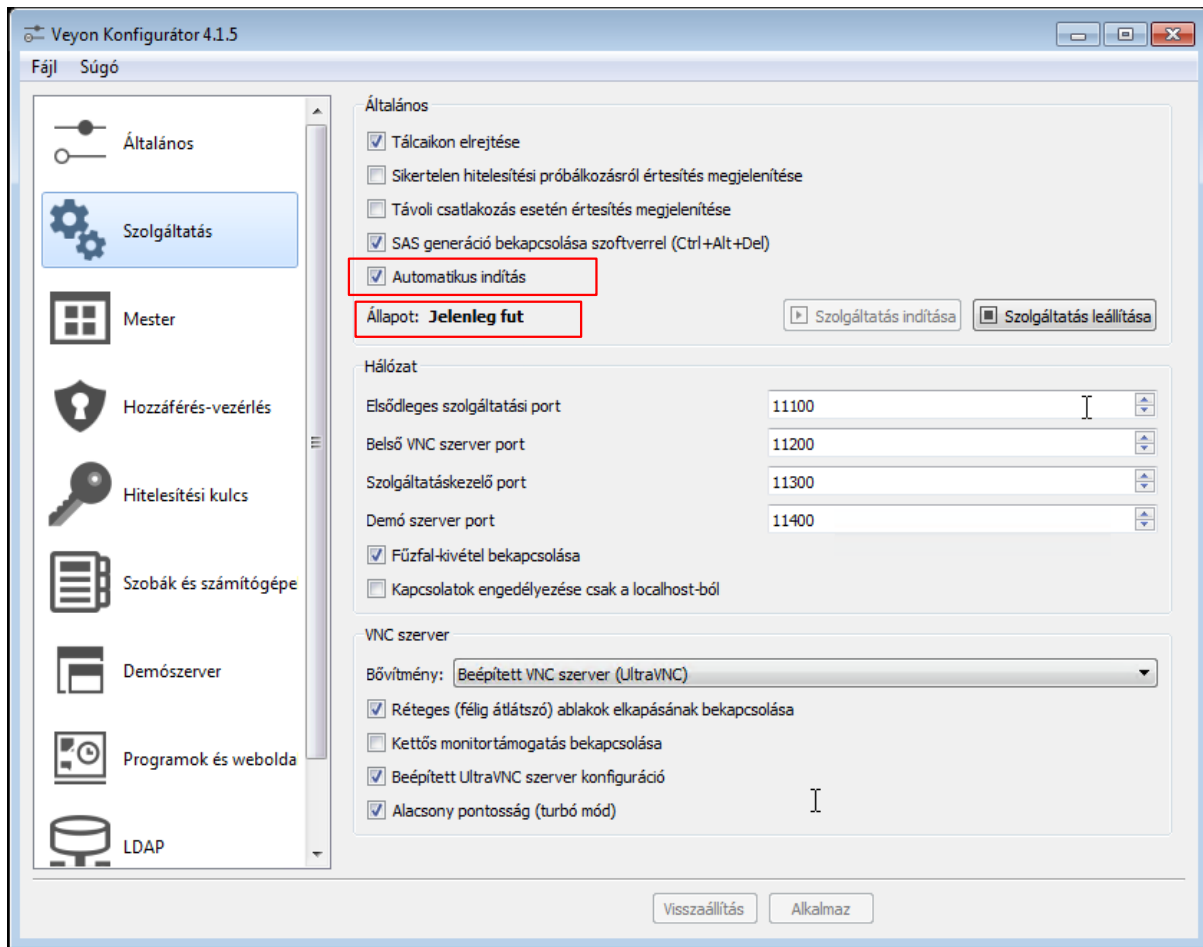 Veyon Konfigurátor 4.1.5
Fájl Súgó
Általános
Szolgáltatás
Mester
Hozzáférés-vezérlés
Hitelesítési kulcs
Szobák és számítógépe
Demószerver
Programok és webolda
LDAP
Általános
Tálcaikon elrejtése
Sikertelen hitelesítési próbálkozásról értesítés megjelenítése
Távoli csatlakozás esetén értesítés megjelenítése
SAS generáció bekapcsolása szoftverrel (Ctrl+Alt+Del)
Automatikus indítás
Állapot: Jelenleg fut Szolgáltatás indítása Szolgáltatás leállítása
Hálózat
Elsődleges szolgáltatási port 11100
Belső VNC szerver port 11200
Szolgáltatáskezelő port 11300
Demó szerver port 11400
Fűzfal-kivétel bekapcsolása
Kapcsolatok engedélyezése csak a localhost-ból
VNC szerver
Bővítmény: Beépített VNC szerver (UltraVNC)
Réteges (félig átlátszó) ablakok elkapásának bekapcsolása
Kettős monitortámogatás bekapcsolása
Beépített UltraVNC szerver konfiguráció
Alacsony pontosság (turbó mód)
Visszaállítás Alkalmaz